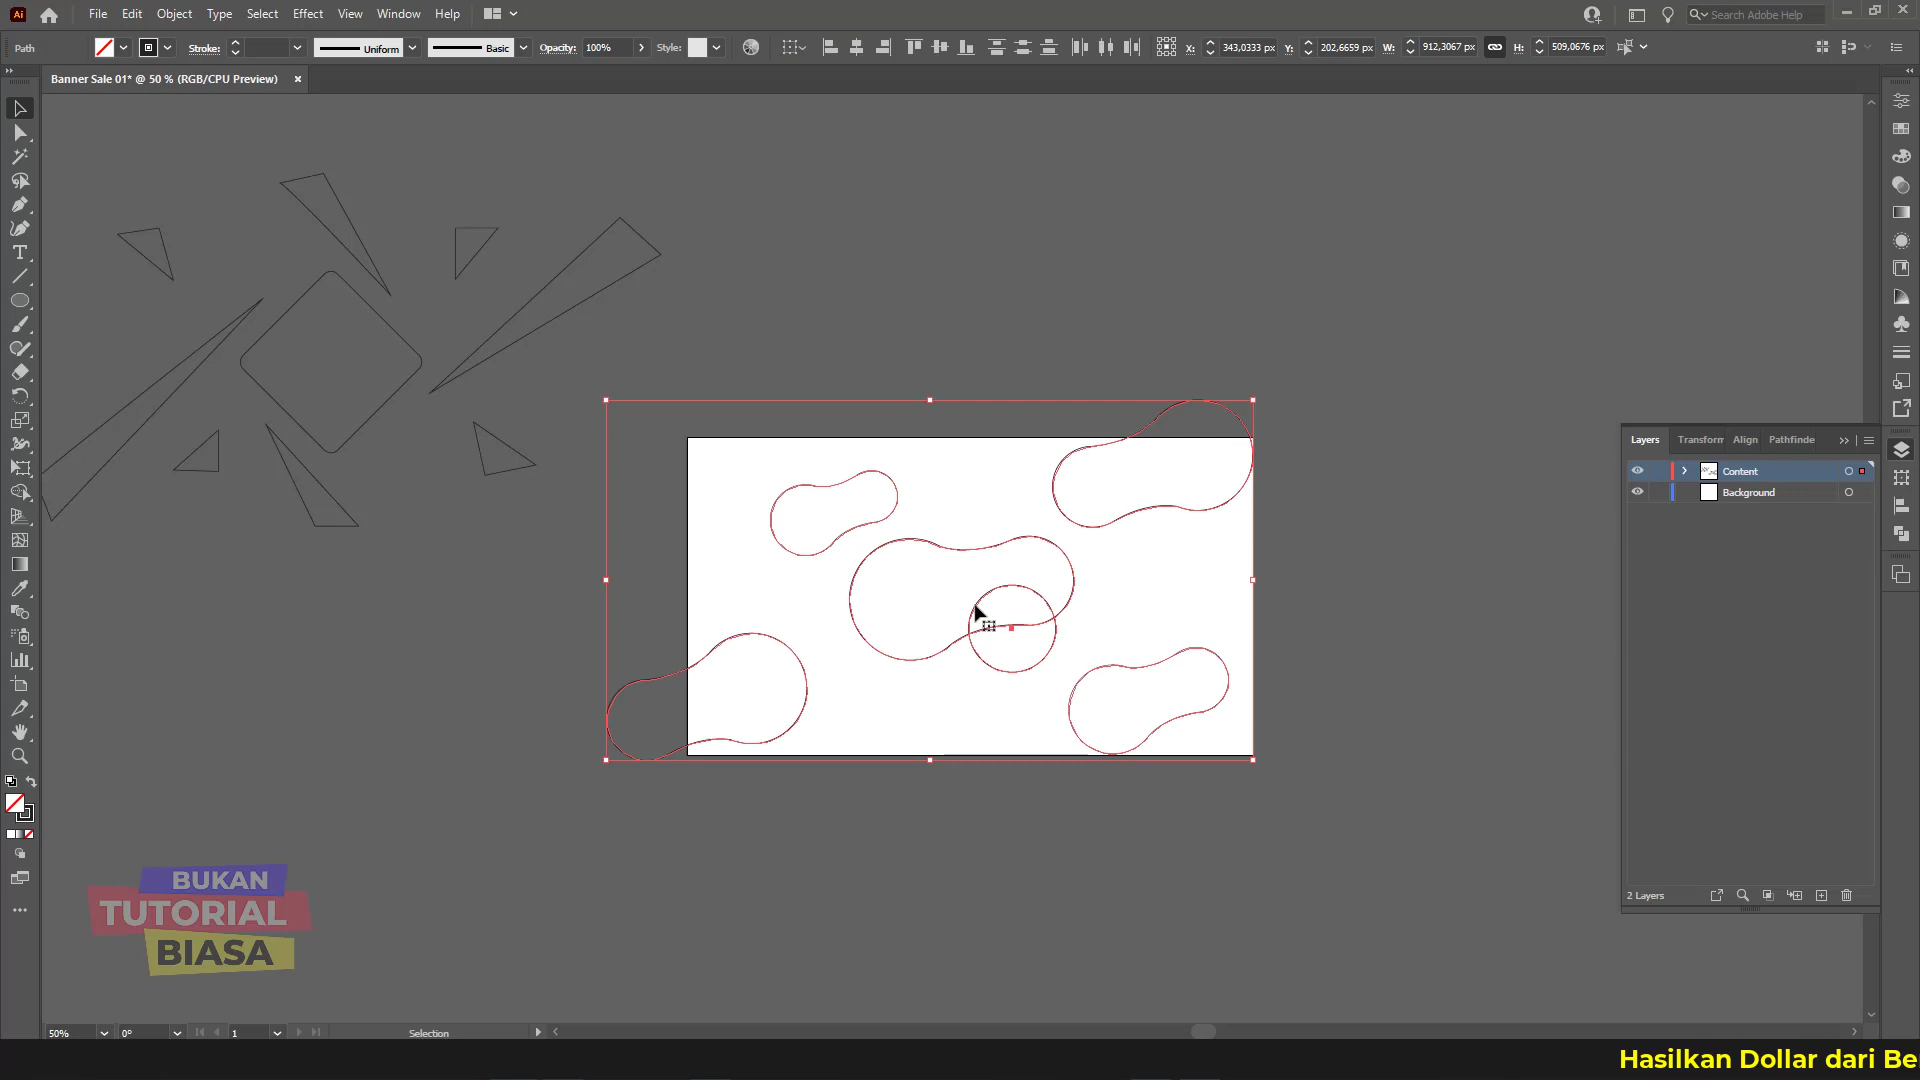 Ai File Edit Object Type Select Effect View Window Help Search Adobe Help
Path Stroke: Uniform Basic Opacity: 100% Style: X: 343,0333 px Y: 202,6659 px W: 912,3067 px H: 509,0676 px
Banner Sale 01* @ 50 % (RGB/CPU Preview)
Layers Transform Align Pathfinde
Content
Background
2 Layers
BUKAN
TUTORIAL
BIASA
50% 0° 1 Selection
Hasilkan Dollar dari Be